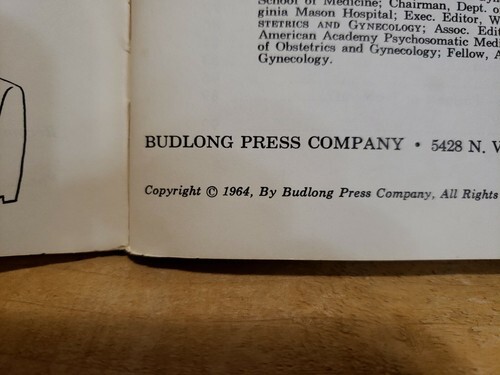 School of Medicine; Chairman, Dept. o
ginia Mason Hospital; Exec. Editor, W
STETRICS AND GYNECOLOGY; Assoc. Edit
American Academy Psychosomatic Medi
of Obstetrics and Gynecology; Fellow, A
Gynecology.
BUDLONG PRESS COMPANY • 5428 N. V
Copyright © 1964, By Budlong Press Company, All Rights